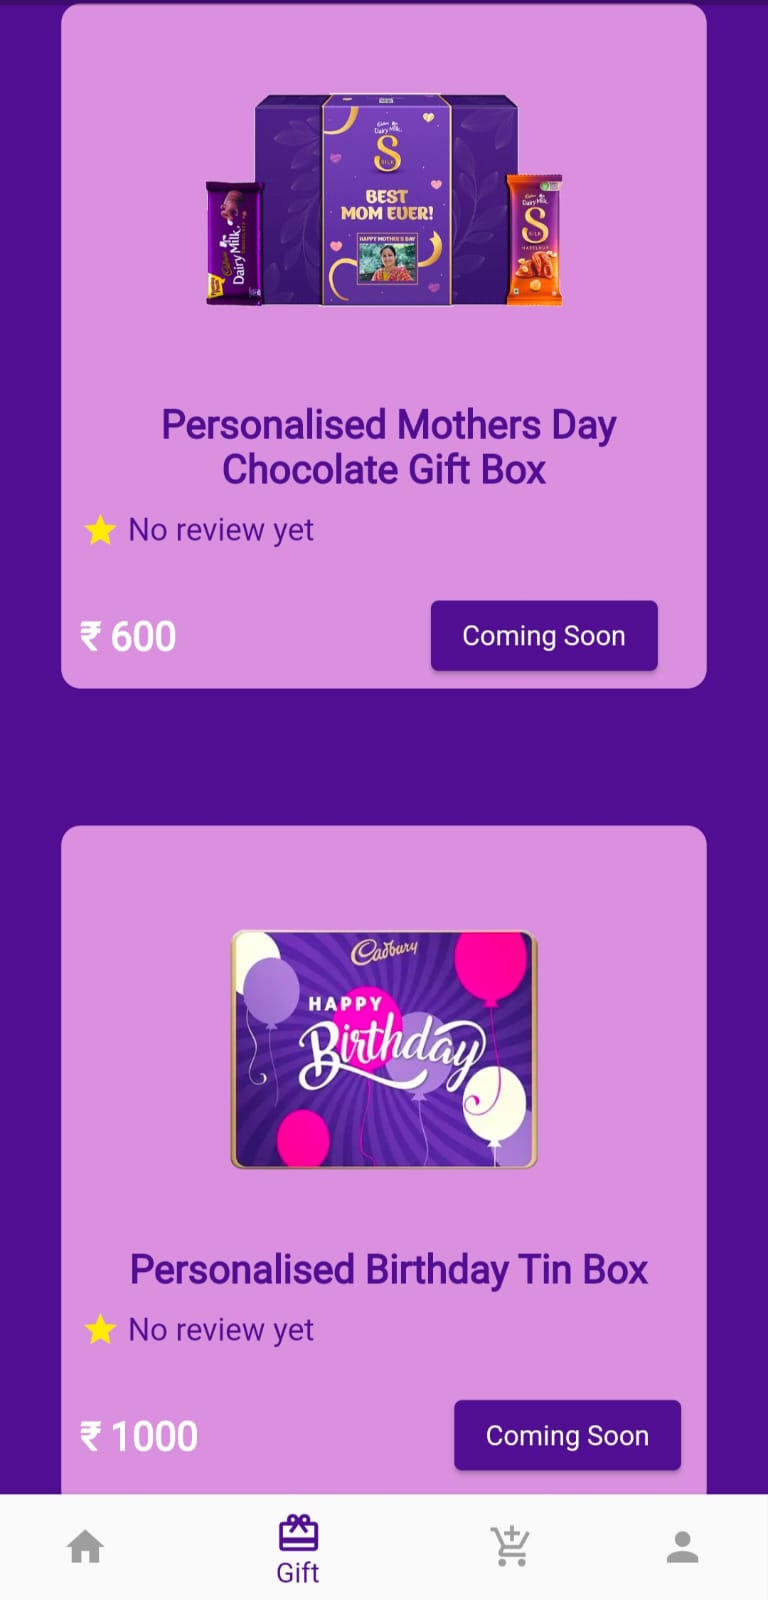 Cadbury
Dairy Milk
S
SILK
BEST
MOM EVER!
HAPPY MOTHER'S DAY
Cadbury
Dairy Milk
Cadbury
Dairy Milk
S
SILK
HAZELNUT
Personalised Mothers Day
Chocolate Gift Box
No review yet
₹ 600
Coming Soon
Cadbury
HAPPY
Birthday
Personalised Birthday Tin Box
No review yet
₹ 1000
Coming Soon
Gift